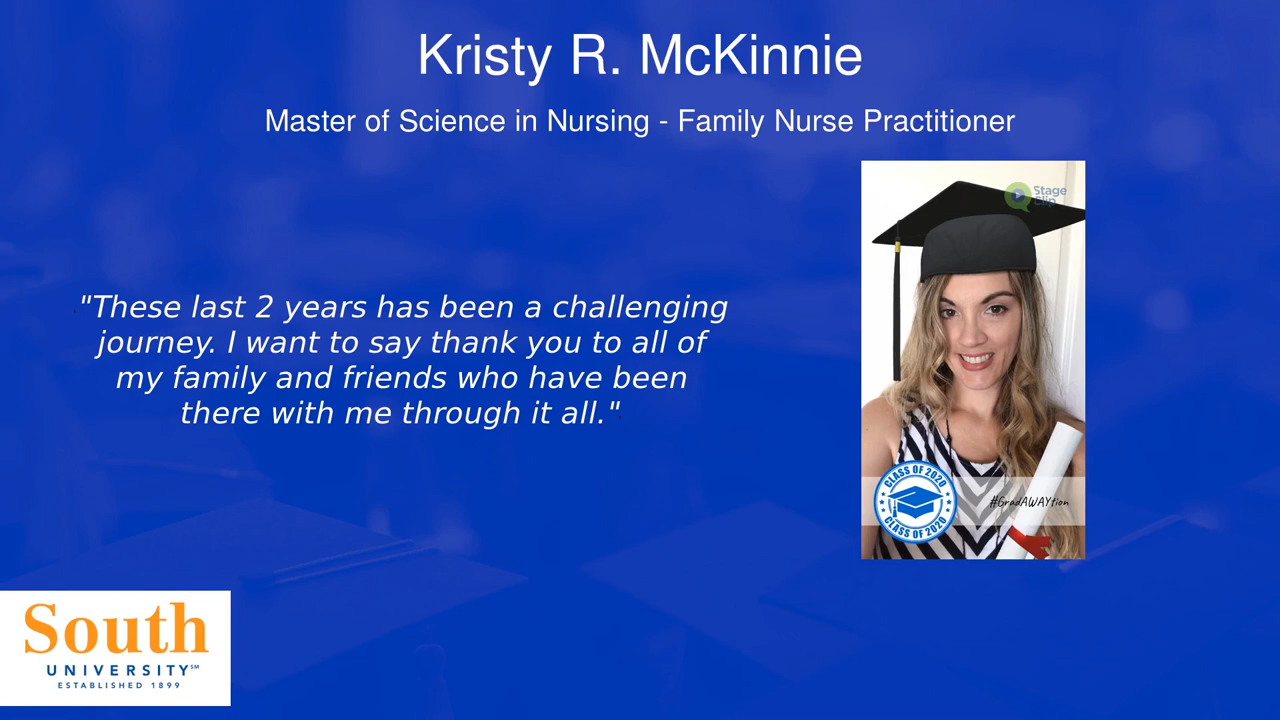 Kristy R. McKinnie
Master of Science in Nursing - Family Nurse Practitioner
Stage
Clip
"These last 2 years has been a challenging
journey. I want to say thank you to all of
my family and friends who have been
there with me through it all."
CLASS OF 2020
#GradAWAYtion
CLASS OF 2020
South
UNIVERSITY℠
ESTABLISHED 1899